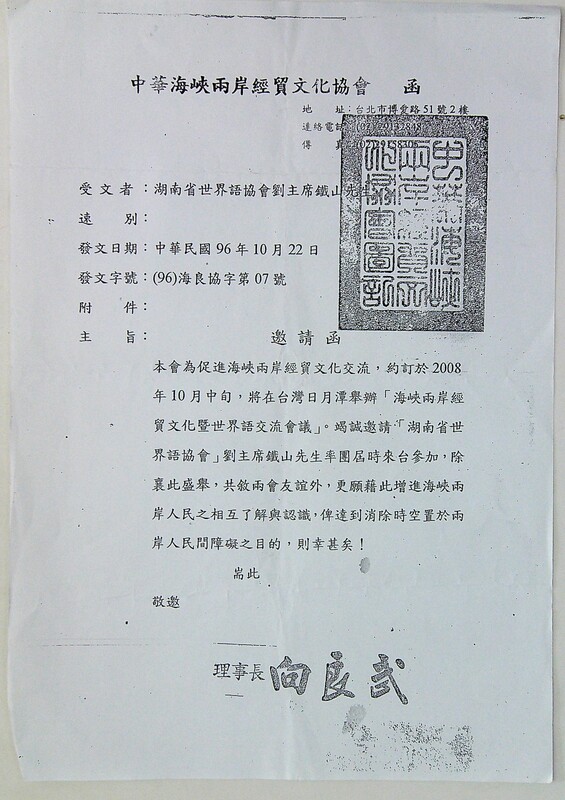 中華海峽兩岸經貿文化協會 函
地 址：台北市博愛路51號2樓
連絡電話
傳 真
受文者：湖南省世界語協會劉主席鐵山先
速 別：
發文日期：中華民國96年10月22日
發文字號：(96)海良協字第07號
附 件：
主 旨： 邀請函
本會為促進海峽兩岸經貿文化交流，約訂於2008
年10月中旬，將在台灣日月潭舉辦「海峽兩岸經
貿文化暨世界語交流會議」。竭誠邀請「湖南省世
界語協會」劉主席鐵山先生率團屆時來台參加，除
襄此盛舉，共敘兩會友誼外，更願藉此增進海峽兩
岸人民之相互了解與認識，俾達到消除時空置於兩
岸人民間障礙之目的，則幸甚矣！
耑此
敬邀
理事長 向良武